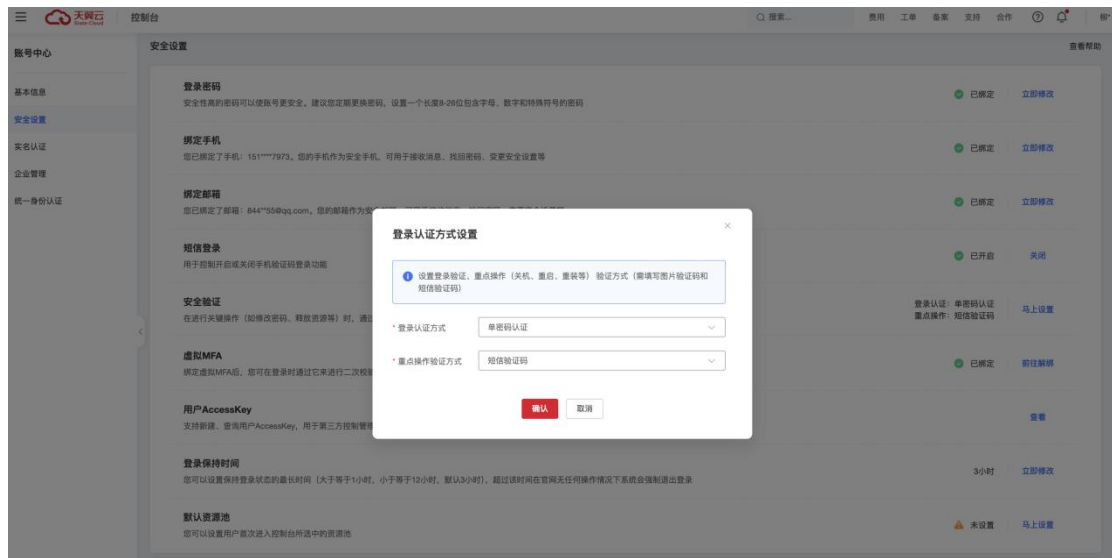 天翼云
State Cloud
控制台
搜索...
费用
工单
备案
支持
合作
账号中心
基本信息
安全设置
实名认证
企业管理
统一身份认证
安全设置
查看帮助
登录密码
安全性高的密码可以使账号更安全。建议您定期更换密码，设置一个长度8-26位包含字母、数字和特殊符号的密码
已绑定
立即修改
绑定手机
您已绑定了手机：151****7973。您的手机作为安全手机，可用于接收消息、找回密码、变更安全设置等
已绑定
立即修改
绑定邮箱
您已绑定了邮箱：844**55@qq.com。您的邮箱作为安
已绑定
立即修改
短信登录
用于控制开启或关闭手机验证码登录功能
已开启
关闭
安全验证
在进行关键操作（如修改密码、释放资源等）时，通过
登录认证：单密码认证
重点操作：短信验证码
马上设置
虚拟MFA
绑定虚拟MFA后，您可在登录时通过它来进行二次校验
已绑定
前往解绑
用户AccessKey
支持新建、查询用户AccessKey，用于第三方控制管理
查看
登录保持时间
您可以设置保持登录状态的最长时间（大于等于1小时，小于等于12小时，默认3小时），超过该时间在官网无任何操作情况下系统会强制退出登录
3小时
立即修改
默认资源池
您可以设置用户首次进入控制台所选中的资源池
未设置
马上设置
登录认证方式设置
设置登录验证、重点操作（关机、重启、重装等） 验证方式（需填写图片验证码和
短信验证码）
* 登录认证方式
单密码认证
* 重点操作验证方式
短信验证码
确认
取消